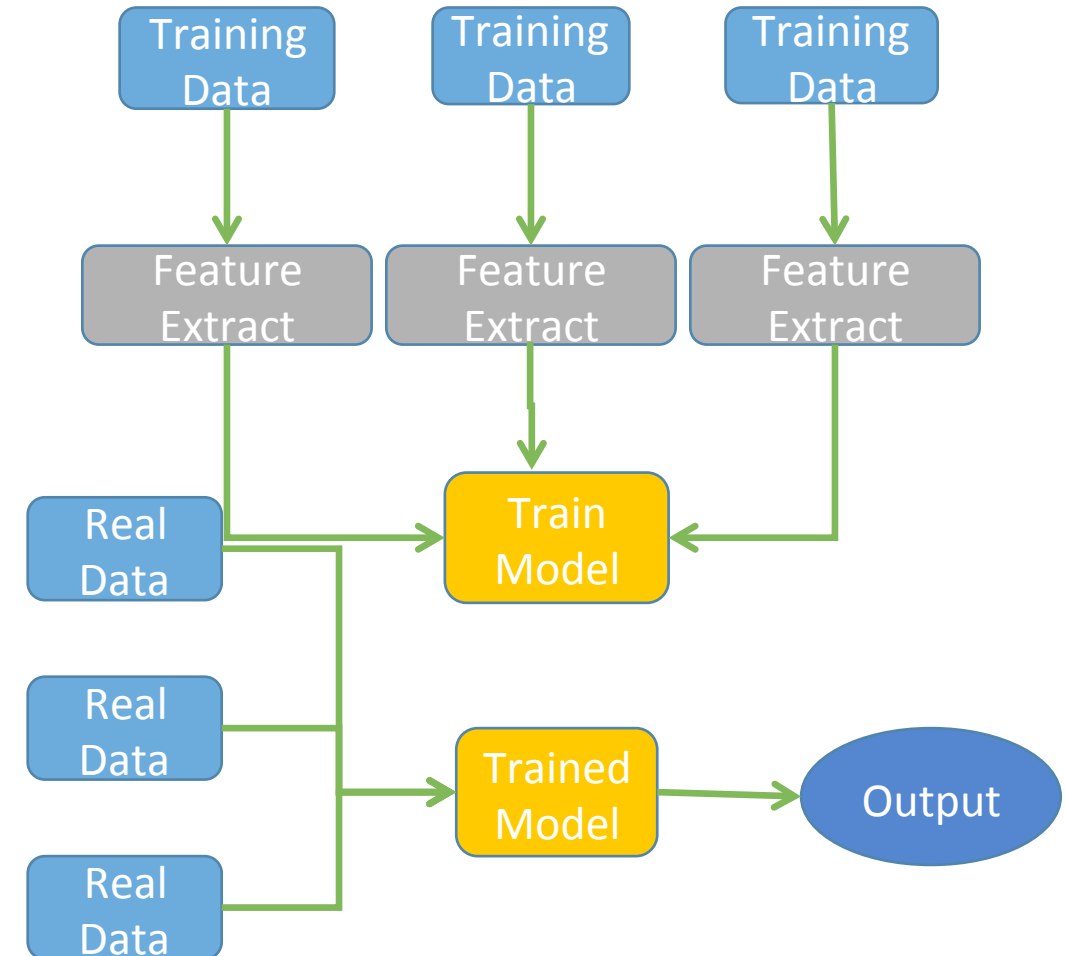 Training
Data
Training
Data
Training
Data
Feature
Extract
Feature
Extract
Feature
Extract
Train
Model
Real
Data
Real
Data
Trained
Model
Output
Real
Data